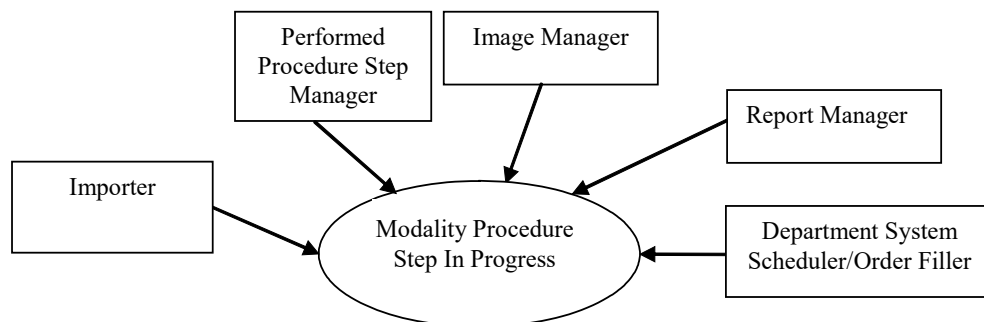 Performed
Procedure Step
Manager
Image Manager
Report Manager
Importer
Modality Procedure
Step In Progress
Department System
Scheduler/Order Filler